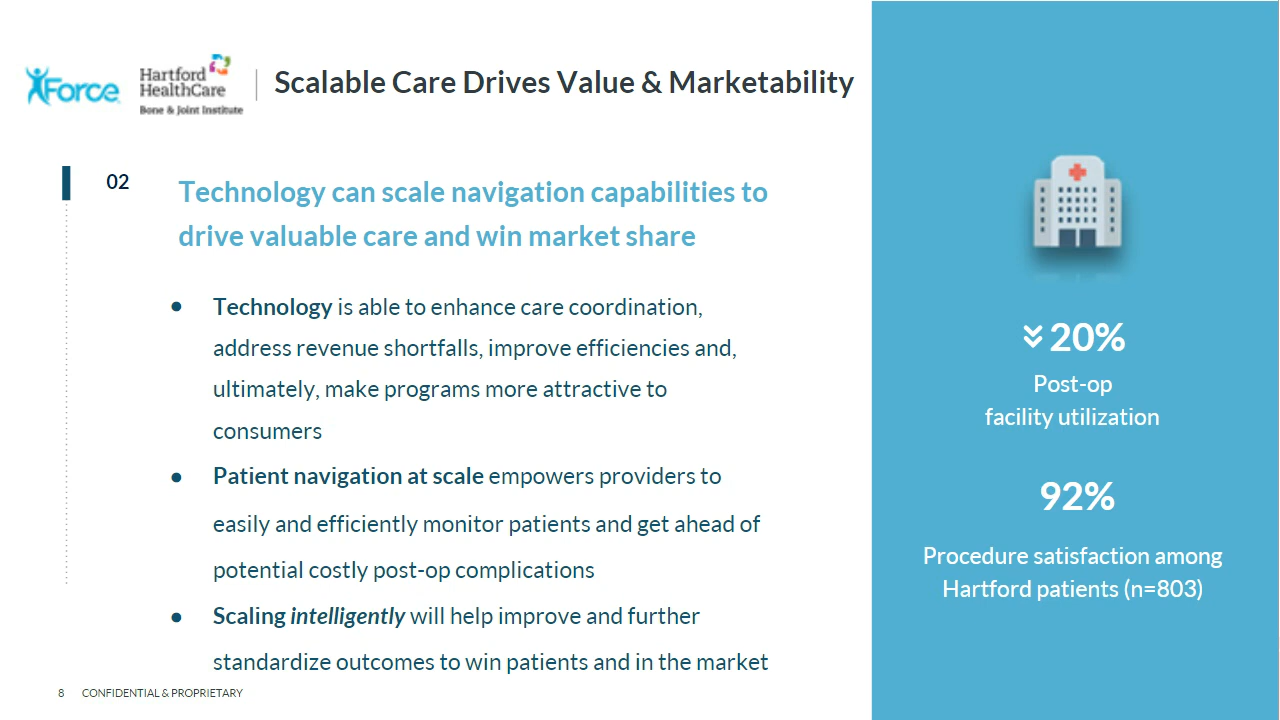 Force
Hartford
HealthCare
Bone & Joint Institute
Scalable Care Drives Value & Marketability
02
Technology can scale navigation capabilities to
drive valuable care and win market share
● Technology is able to enhance care coordination,
address revenue shortfalls, improve efficiencies and,
ultimately, make programs more attractive to
consumers
● Patient navigation at scale empowers providers to
easily and efficiently monitor patients and get ahead of
potential costly post-op complications
● Scaling intelligently will help improve and further
standardize outcomes to win patients and in the market
20%
Post-op
facility utilization
92%
Procedure satisfaction among
Hartford patients (n=803)
8 CONFIDENTIAL & PROPRIETARY